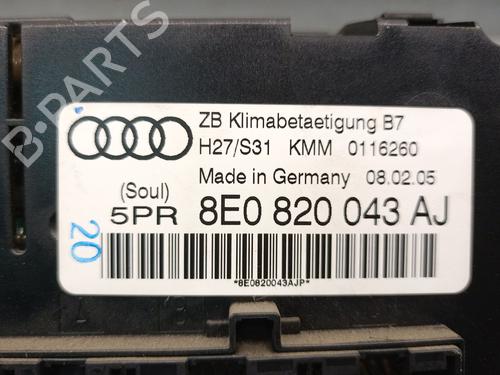 B-PARTS
ZB Klimabetaetigung B7
H27/S31 KMM 0116260
Made in Germany 08.02.05
(Soul)
5PR 8E0 820 043 AJ
20
*8E0820043AJP*